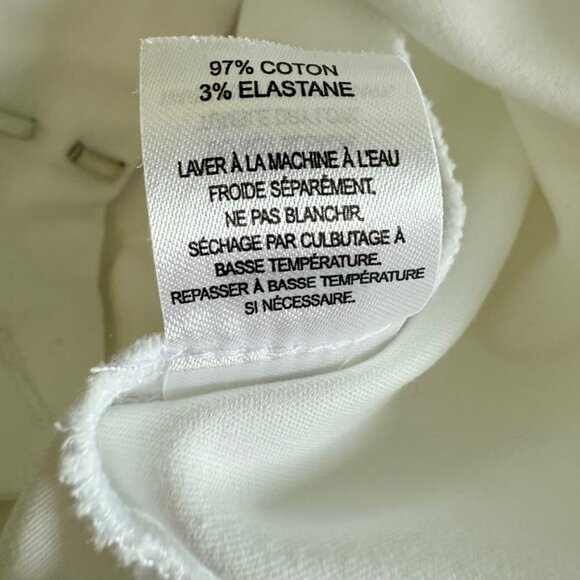 97% COTON
3% ELASTANE
LAVER À LA MACHINE À L'EAU
FROIDE SÉPARÉMENT.
NE PAS BLANCHIR.
SÉCHAGE PAR CULBUTAGE À
BASSE TEMPÉRATURE.
REPASSER À BASSE TEMPÉRATURE
SI NÉCESSAIRE.